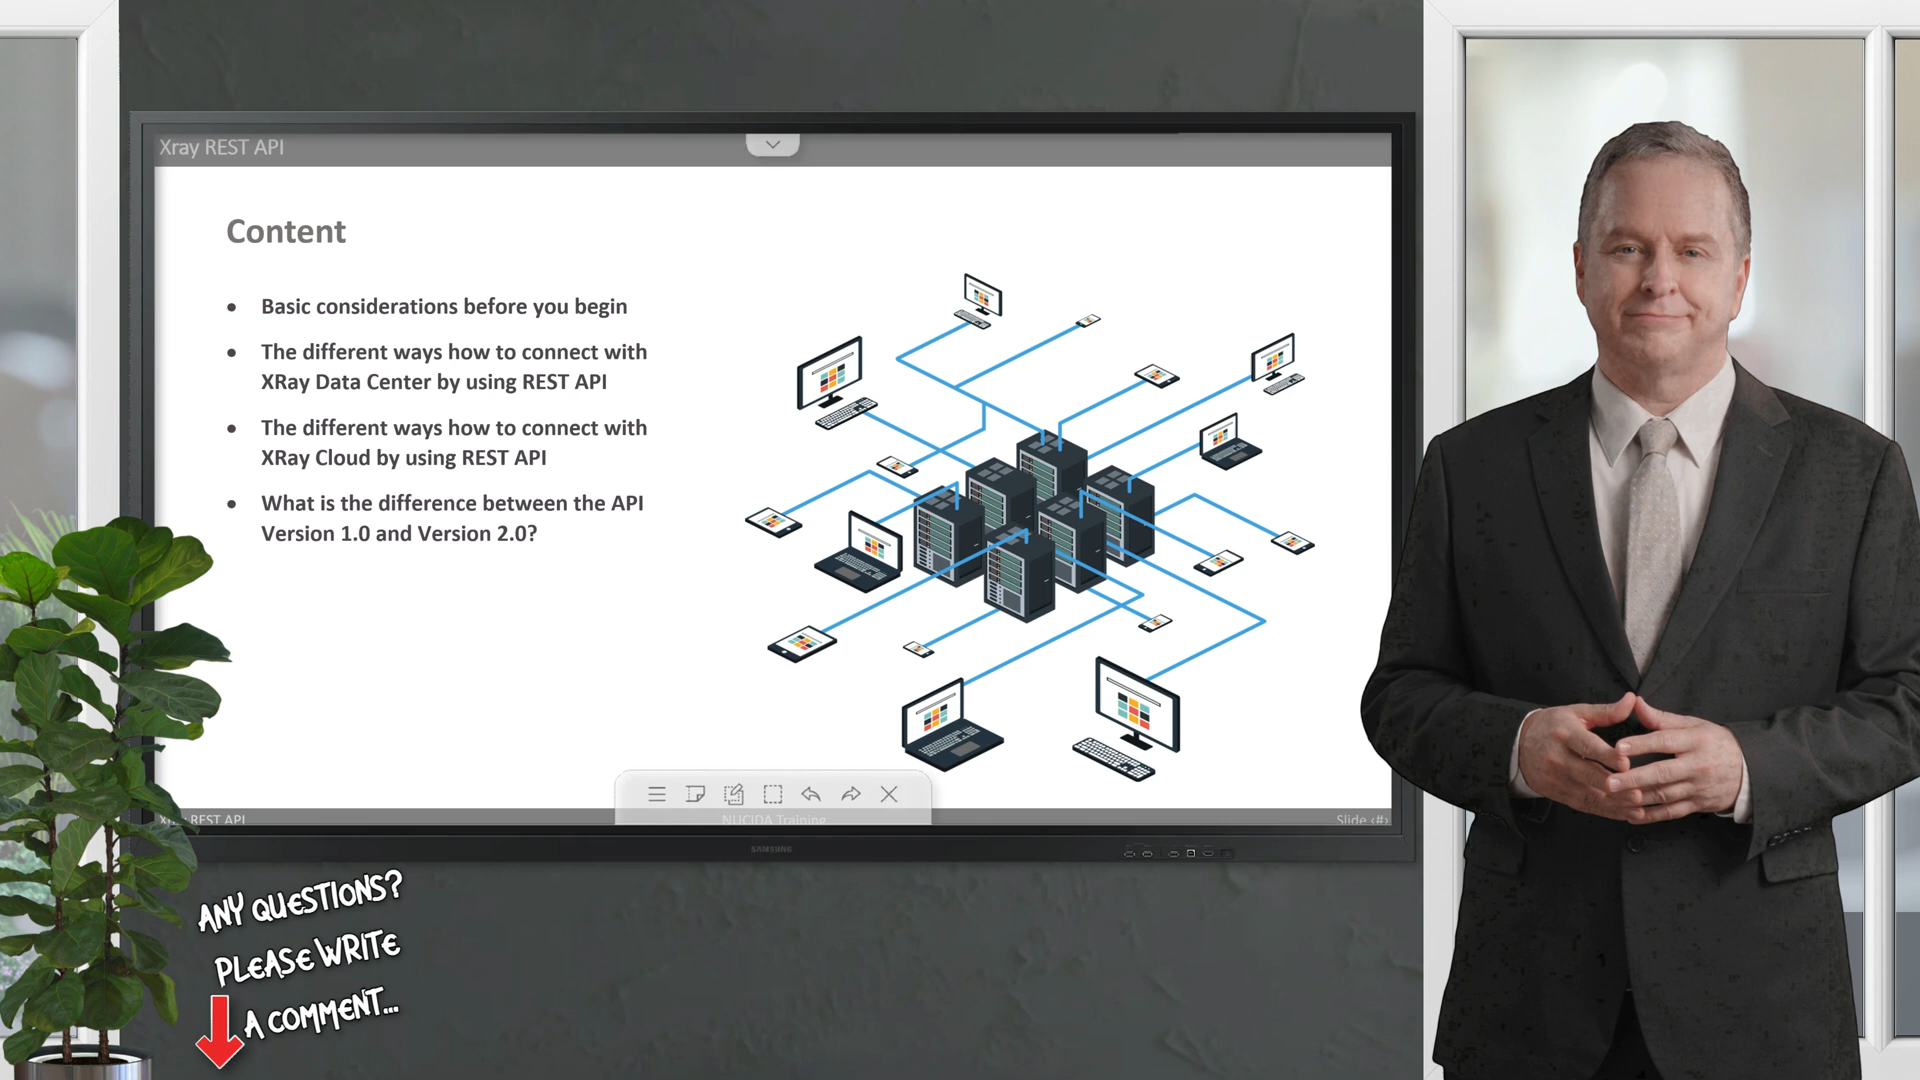 Xray REST API
Content
• Basic considerations before you begin
• The different ways how to connect with
XRay Data Center by using REST API
• The different ways how to connect with
XRay Cloud by using REST API
• What is the difference between the API
Version 1.0 and Version 2.0?
Xray REST API
NUCIDA Training
Slide ‹#›
SAMSUNG
ANY QUESTIONS?
PLEASE WRITE
A COMMENT...